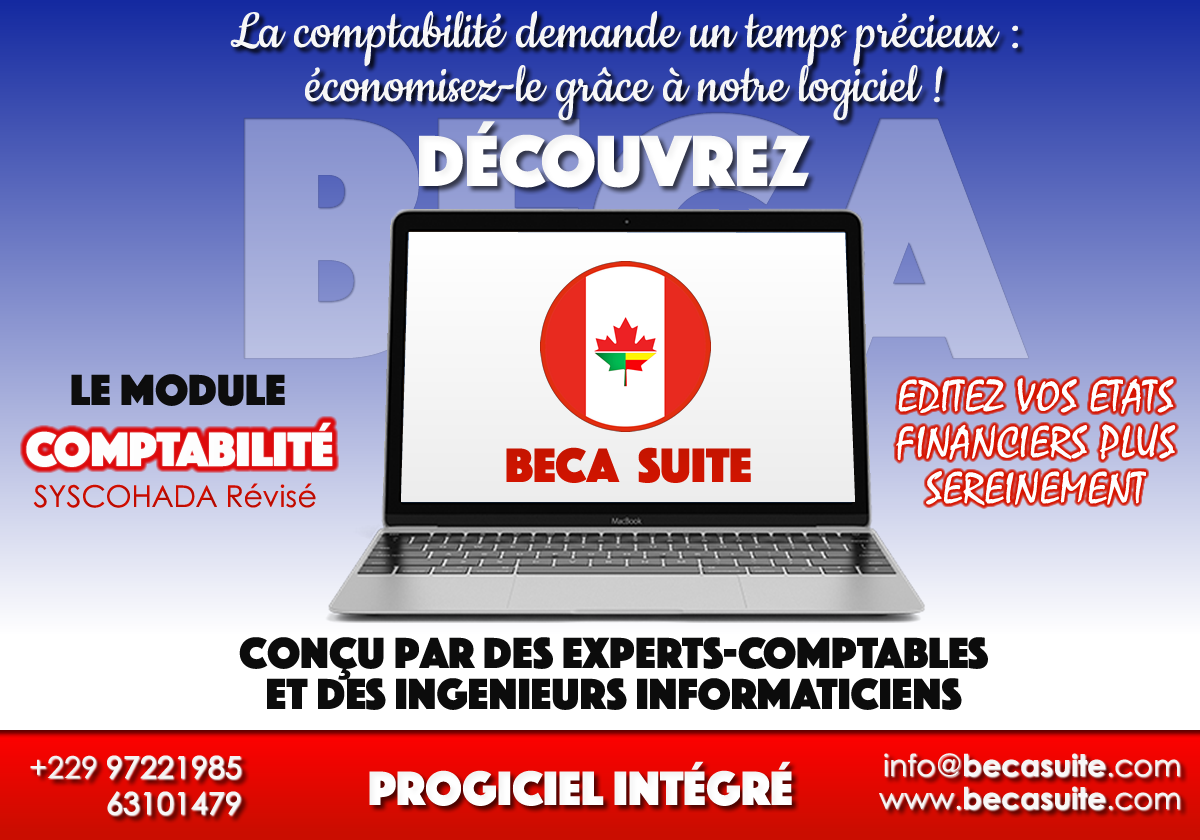 La comptabilité demande un temps précieux :
économisez-le grâce à notre logiciel !
BECA
DÉCOUVREZ
BECA SUITE
MacBook
LE MODULE
COMPTABILITÉ
SYSCOHADA Révisé
EDITEZ VOS ETATS
FINANCIERS PLUS
SEREINEMENT
CONÇU PAR DES EXPERTS-COMPTABLES
ET DES INGENIEURS INFORMATICIENS
+229 97221985
63101479
PROGICIEL INTÉGRÉ
info@becasuite.com
www.becasuite.com